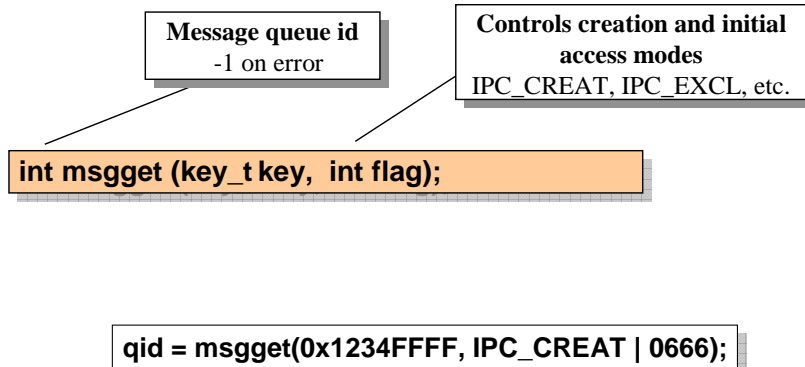 Message queue id
-1 on error
Controls creation and initial
access modes
IPC_CREAT, IPC_EXCL, etc.
int msgget (key_t key, int flag);
qid = msgget(0x1234FFFF, IPC_CREAT | 0666);